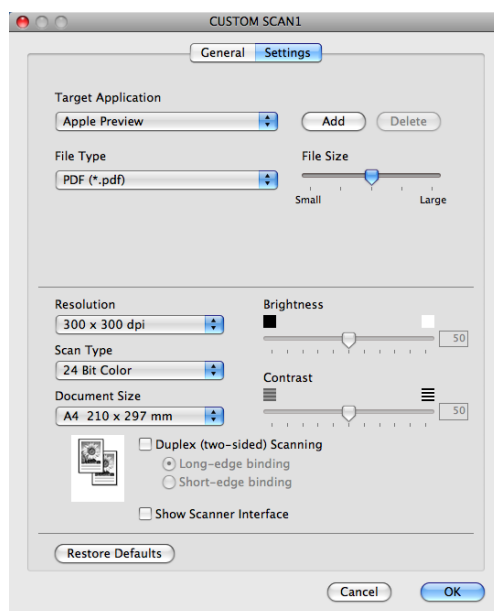 CUSTOM SCAN1
General Settings
Target Application
Apple Preview Add Delete
File Type File Size
PDF (*.pdf)
Small Large
Resolution Brightness
300 x 300 dpi
50
Scan Type
24 Bit Color
Contrast
Document Size
A4 210 x 297 mm
50
Duplex (two-sided) Scanning
Long-edge binding
Short-edge binding
Show Scanner Interface
Restore Defaults
Cancel OK